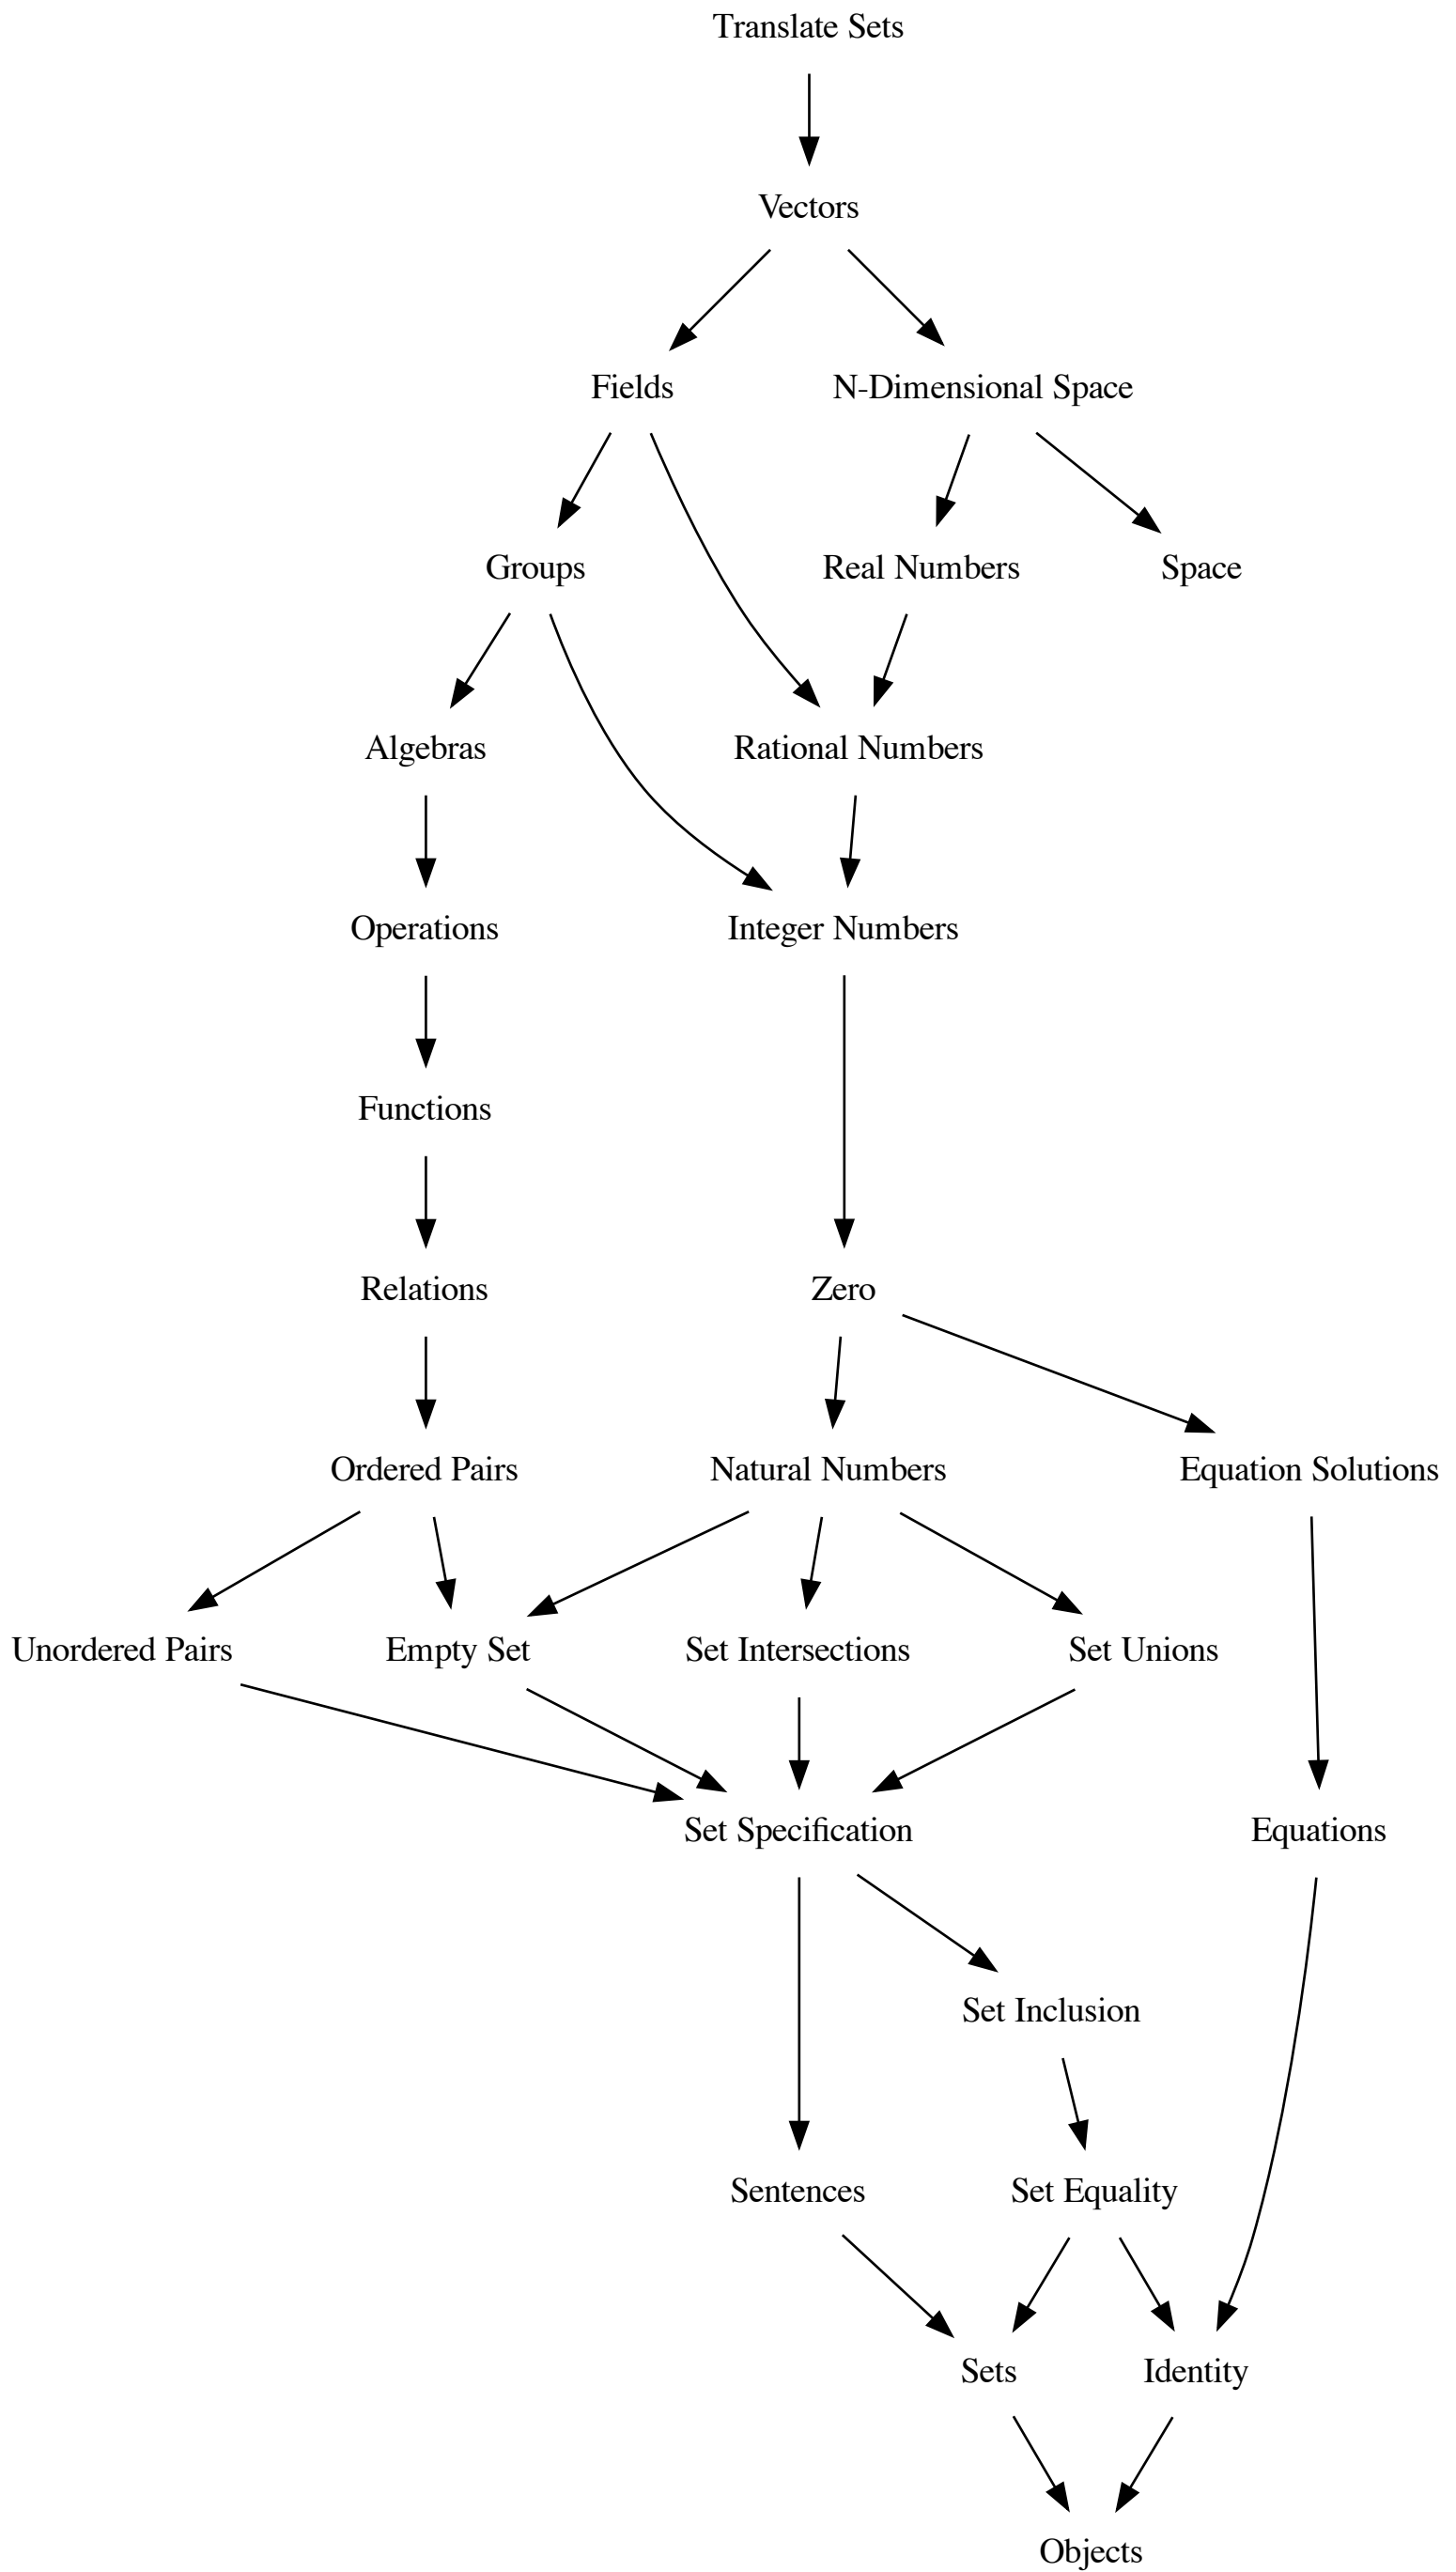 Translate Sets
Vectors
Fields
N-Dimensional Space
Groups
Real Numbers
Space
Algebras
Rational Numbers
Operations
Integer Numbers
Functions
Relations
Zero
Ordered Pairs
Natural Numbers
Equation Solutions
Unordered Pairs
Empty Set
Set Intersections
Set Unions
Set Specification
Equations
Set Inclusion
Sentences
Set Equality
Sets
Identity
Objects